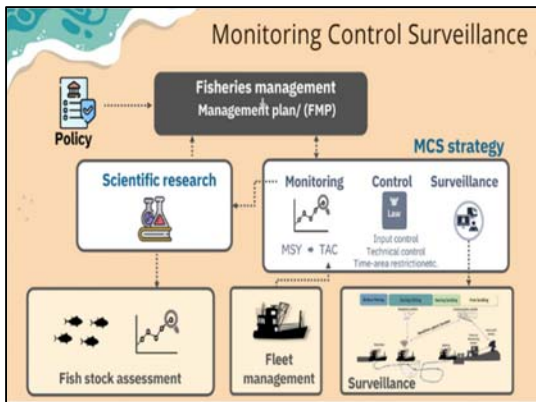 Monitoring Control Surveillance
Fisheries management
Management plan/ (FMP)
Policy
MCS strategy
Scientific research
Monitoring
Control
Surveillance
Law
MSY
TAC
Input control
Technical control
Time-area restrictionetc.
Fish stock assessment
Fleet
management
Surveillance